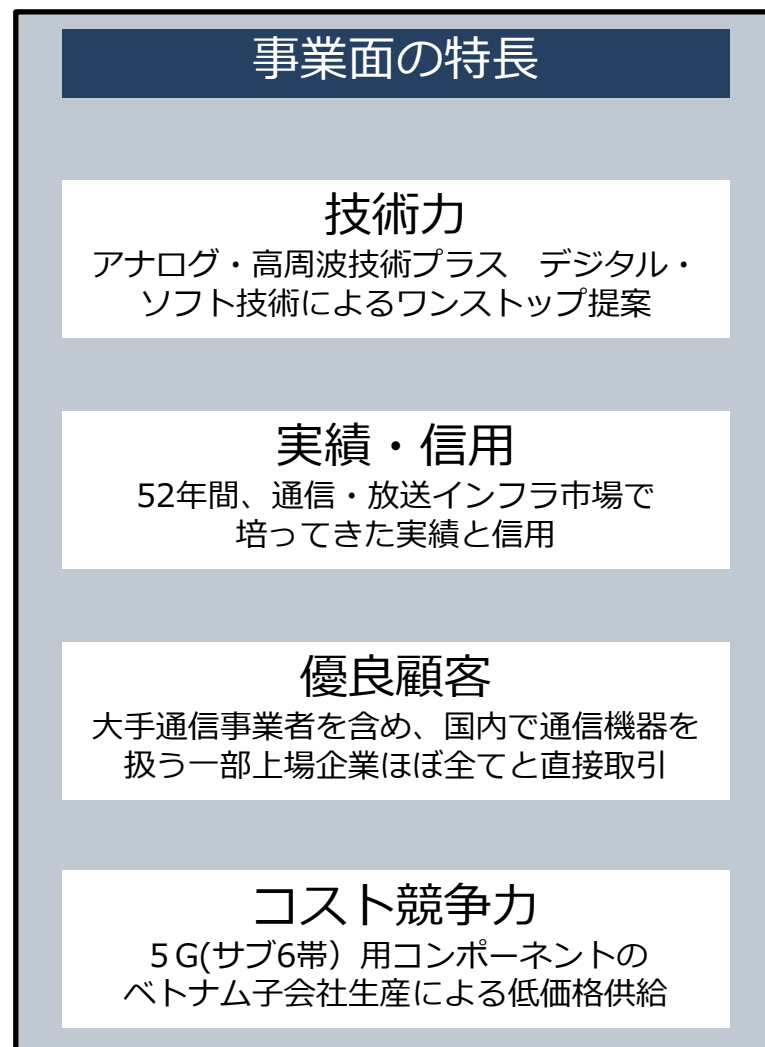 事業面の特長
技術力
アナログ・高周波技術プラス　デジタル・
ソフト技術によるワンストップ提案
実績・信用
52年間、通信・放送インフラ市場で
培ってきた実績と信用
優良顧客
大手通信事業者を含め、国内で通信機器を
扱う一部上場企業ほぼ全てと直接取引
コスト競争力
５G(サブ6帯）用コンポーネントの
ベトナム子会社生産による低価格供給